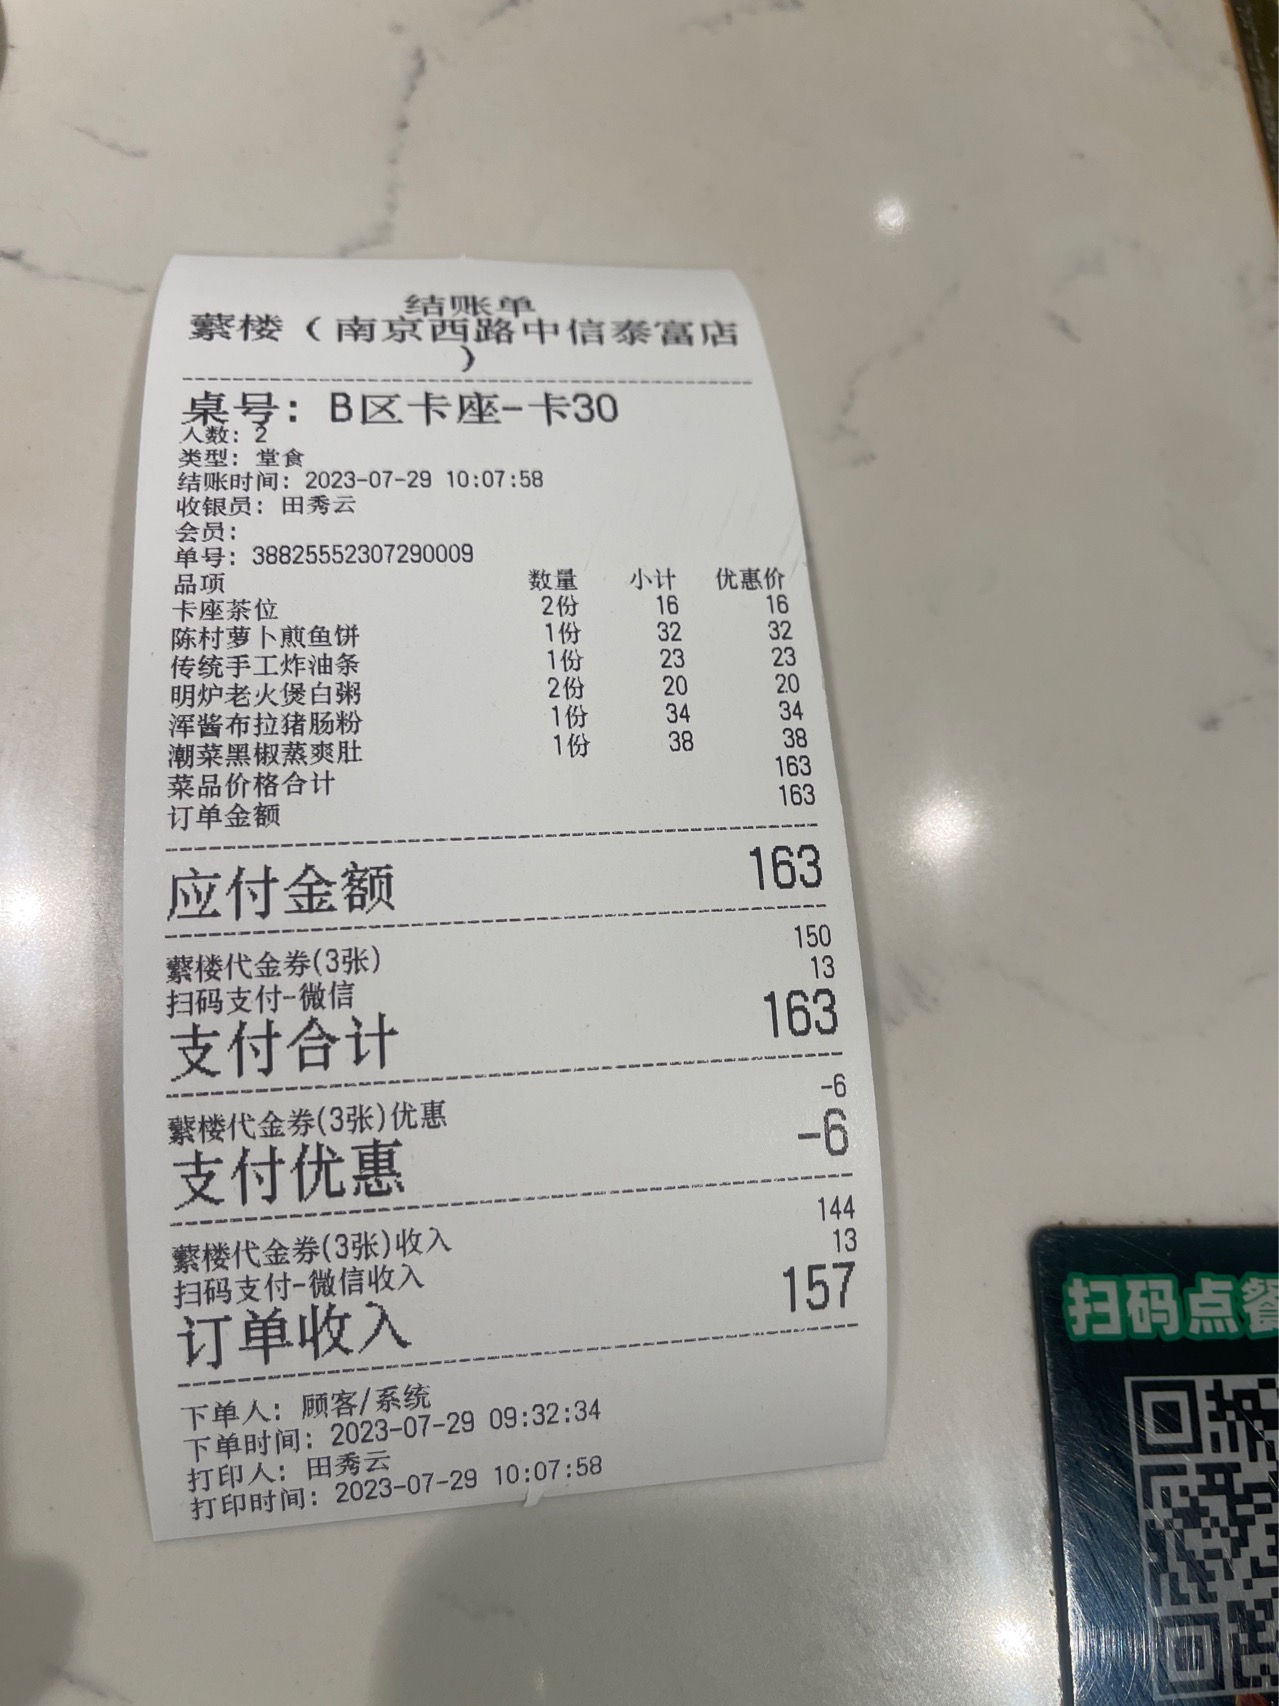 结账单
蘩楼（南京西路中信泰富店
）
桌号：B区卡座-卡30
人数：2
类型：堂食
结账时间：2023-07-29 10:07:58
收银员：田秀云
会员：
单号：38825552307290009
品项 数量 小计 优惠价
卡座茶位 2份 16 16
陈村萝卜煎鱼饼 1份 32 32
传统手工炸油条 1份 23 23
明炉老火煲白粥 2份 20 20
浑酱布拉猪肠粉 1份 34 34
潮菜黑椒蒸爽肚 1份 38 38
菜品价格合计 163
订单金额 163
应付金额 163
蘩楼代金券(3张) 150
扫码支付-微信 13
支付合计 163
蘩楼代金券(3张)优惠 -6
支付优惠 -6
蘩楼代金券(3张)收入 144
扫码支付-微信收入 13
订单收入 157
下单人：顾客/系统
下单时间：2023-07-29 09:32:34
打印人：田秀云
打印时间：2023-07-29 10:07:58
扫码点餐